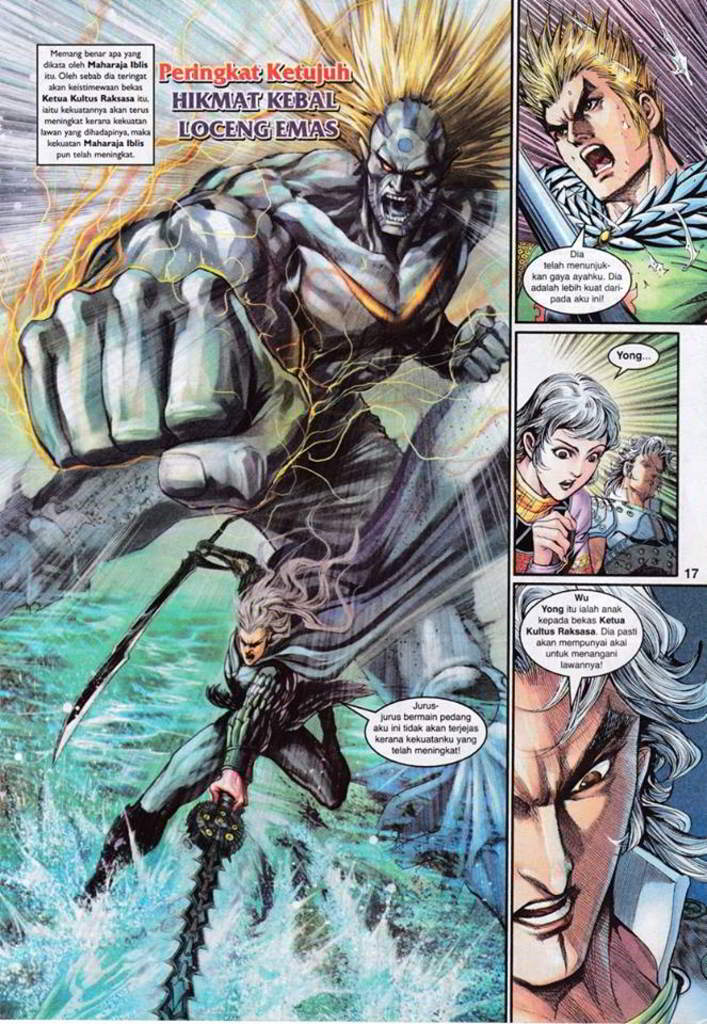 Memang benar apa yang
dikata oleh Maharaja Iblis
itu. Oleh sebab dia teringat
akan keistimewaan bekas
Ketua Kultus Raksasa itu,
iaitu kekuatannya akan terus
meningkat kerana kekuatan
lawan yang dihadapinya, maka
kekuatan Maharaja Iblis
pun telah meningkat.
Peringkat Ketujuh
HIKMAT KEBAL
LOCENG EMAS
Dia
telah menunjuk-
kan gaya ayahku. Dia
adalah lebih kuat dari-
pada aku ini!
Yong...
17
Wu
Yong itu ialah anak
kepada bekas Ketua
Kultus Raksasa. Dia pasti
akan mempunyai akal
untuk menangani
lawannya!
Jurus-
jurus bermain pedang
aku ini tidak akan terjejas
kerana kekuatanku yang
telah meningkat!